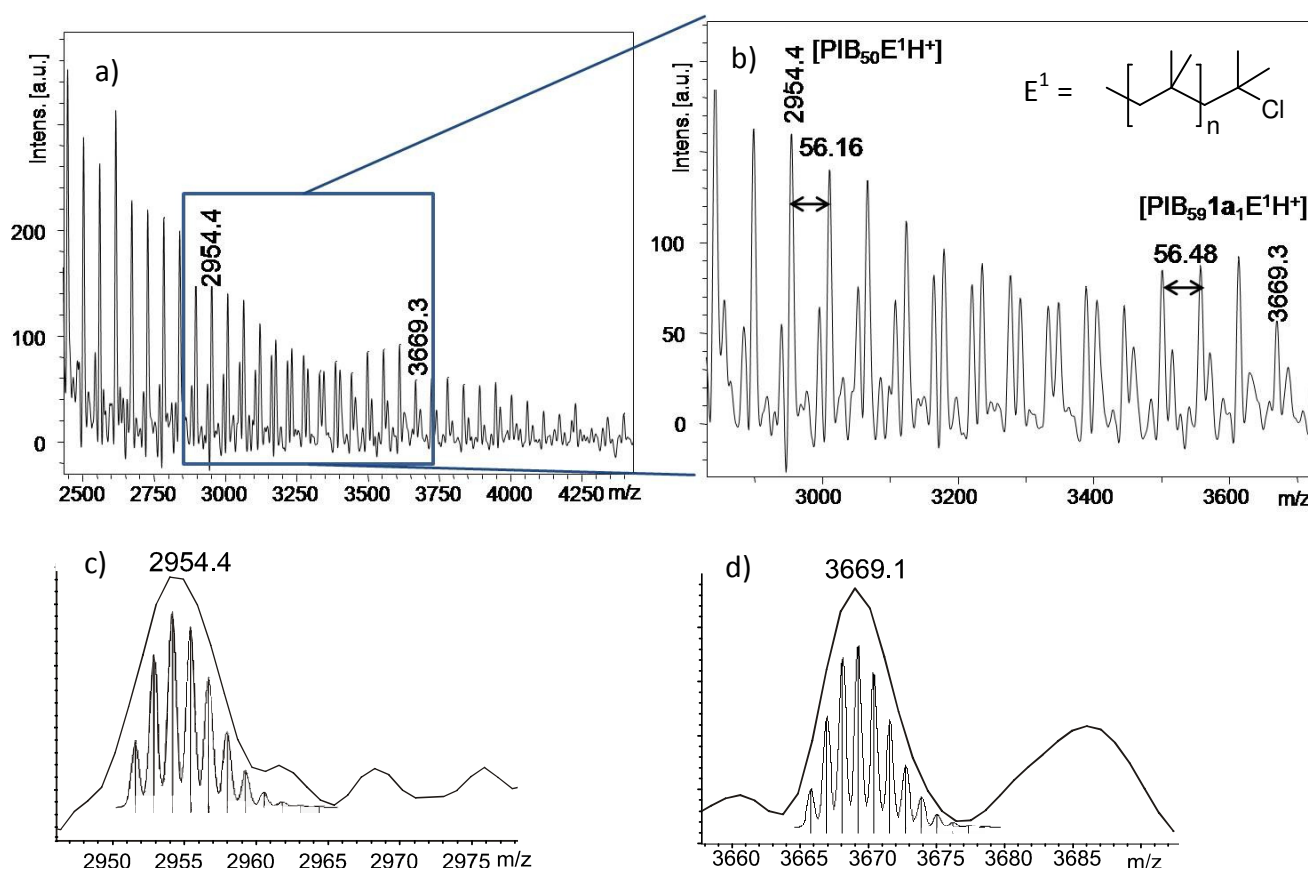 a)
Intens. [a.u.]
200
100
0
2954.4
3669.3
2500 2750 3000 3250 3500 3750 4000 4250 m/z
b)
[PIB₅₀E¹H⁺]
E¹ =
n
Cl
Intens. [a.u.]
2954.4
56.16
[PIB₅₉1a₁E¹H⁺]
56.48
3669.3
100
50
0
3000 3200 3400 3600 m/z
c)
2954.4
2950 2955 2960 2965 2970 2975 m/z
d)
3669.1
3660 3665 3670 3675 3680 3685 m/z